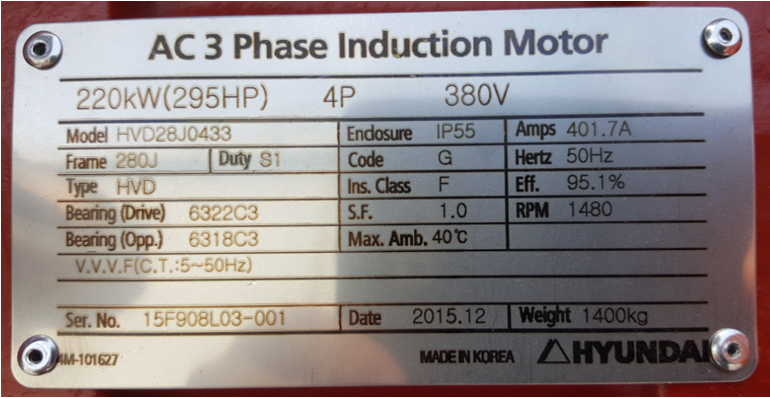 AC 3 Phase Induction Motor
220kW(295HP) 4P 380V
Model HVD28J0433 Enclosure IP55 Amps 401.7A
Frame 280J Duty S1 Code G Hertz 50Hz
Type HVD Ins. Class F Eff. 95.1%
Bearing (Drive) 6322C3 S.F. 1.0 RPM 1480
Bearing (Opp.) 6318C3 Max. Amb. 40℃
V.V.V.F(C.T.:5~50Hz)
Ser. No. 15F908L03-001 Date 2015.12 Weight 1400kg
4M-101627 MADE IN KOREA HYUNDAI